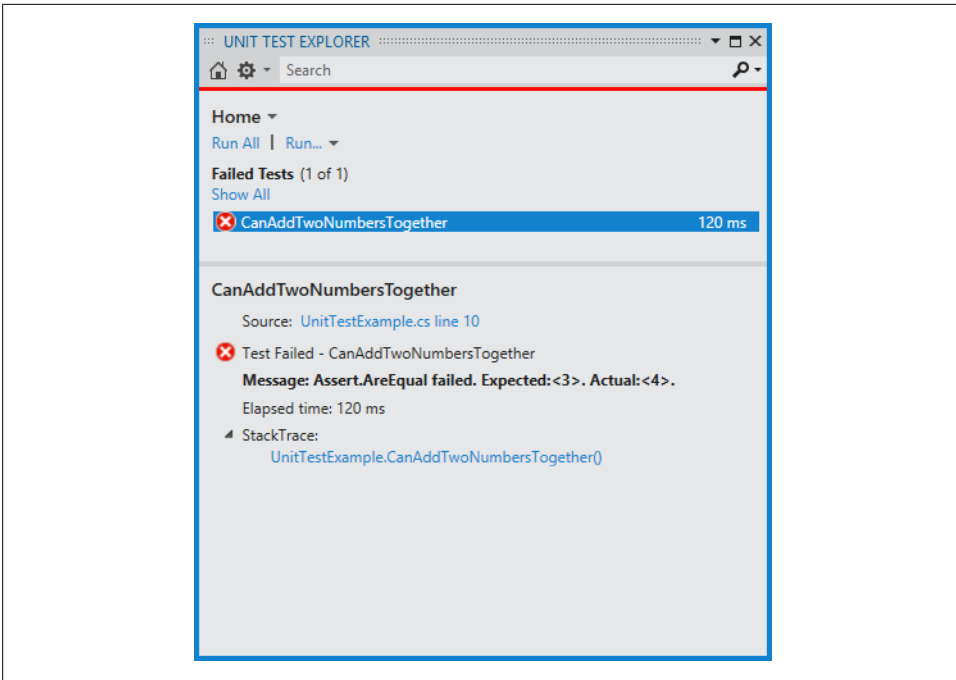 UNIT TEST EXPLORER
Search
Home
Run All | Run...
Failed Tests (1 of 1)
Show All
CanAddTwoNumbersTogether 120 ms
CanAddTwoNumbersTogether
Source: UnitTestExample.cs line 10
Test Failed - CanAddTwoNumbersTogether
Message: Assert.AreEqual failed. Expected:<3>. Actual:<4>.
Elapsed time: 120 ms
StackTrace:
UnitTestExample.CanAddTwoNumbersTogether()